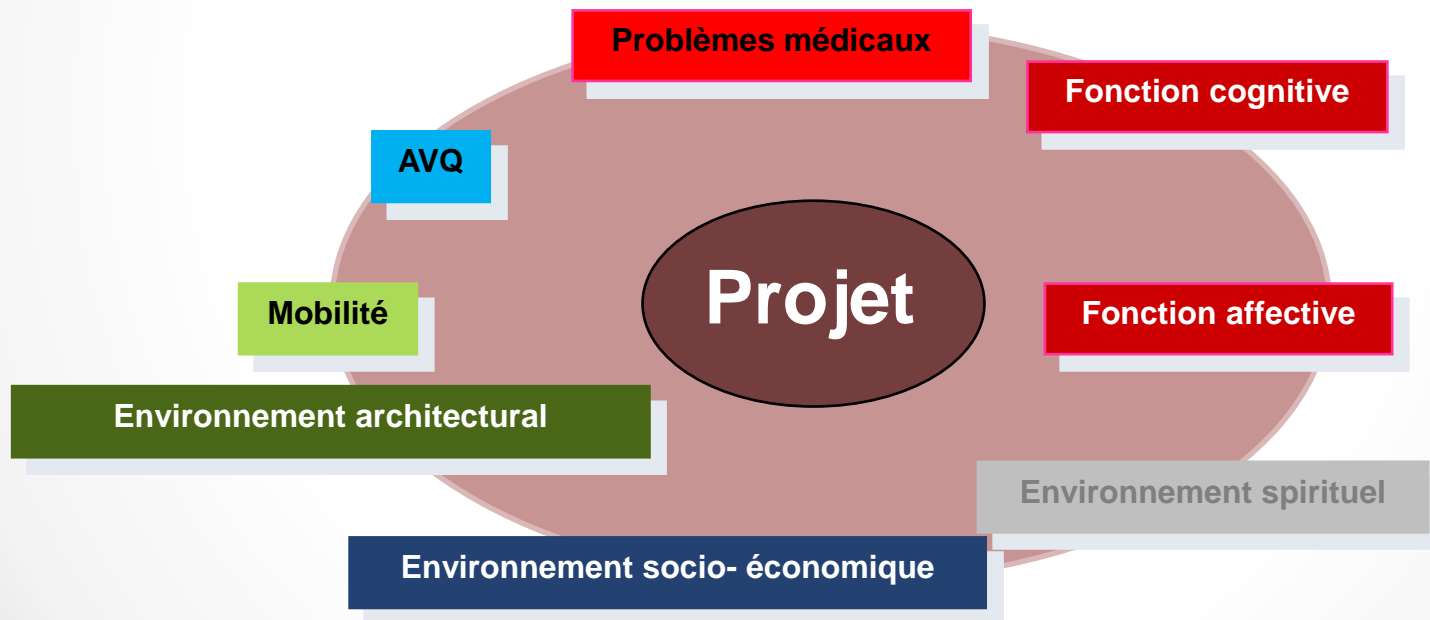 Problèmes médicaux
Fonction cognitive
AVQ
Projet
Mobilité
Fonction affective
Environnement architectural
Environnement spirituel
Environnement socio- économique